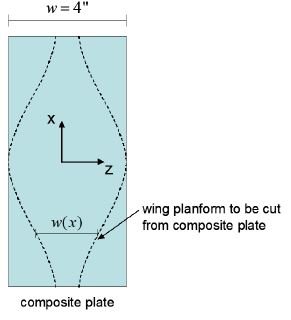 w = 4"
x
z
w(x)
wing planform to be cut
from composite plate
composite plate